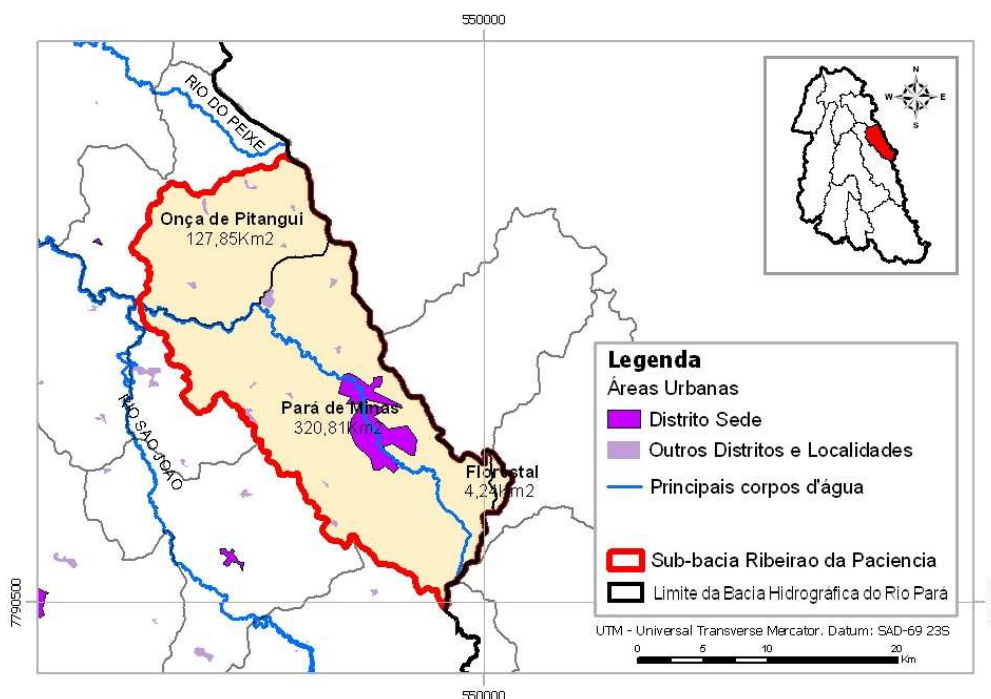 550000
RIO DO PEIXE
N
W E
S
Onça de Pitangui
127,85Km2
Pará de Minas
320,81Km2
Florestal
4,24Km2
RIO SÃO JOÃO
7790500
Legenda
Áreas Urbanas
Distrito Sede
Outros Distritos e Localidades
Principais corpos d'água
Sub-bacia Ribeirao da Paciencia
Limite da Bacia Hidrográfica do Rio Pará
UTM - Universal Transverse Mercator. Datum: SAD-69 23S
0 5 10 20
Km
550000